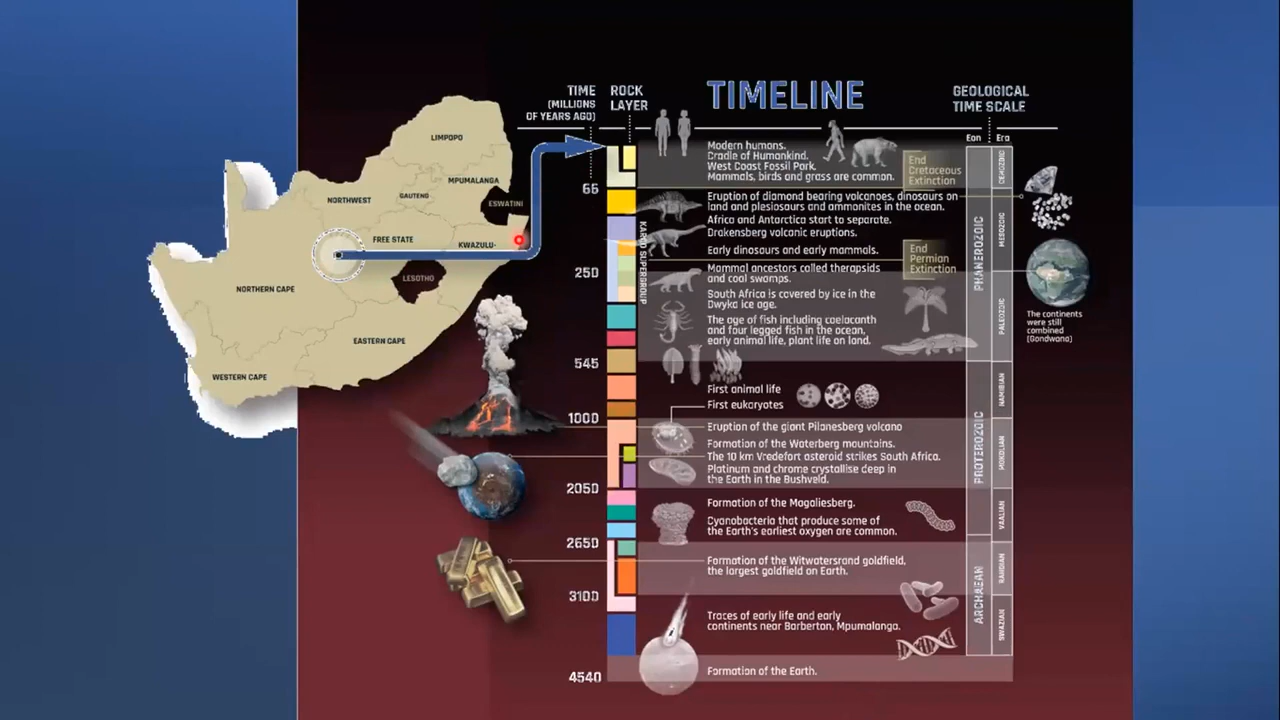 TIMELINE
TIME
(MILLIONS
OF YEARS AGO)
ROCK
LAYER
GEOLOGICAL
TIME SCALE
Eon
Era
LIMPOPO
MPUMALANGA
GAUTENG
NORTHWEST
ESWATINI
FREE STATE
KWAZULU-
LESOTHO
NORTHERN CAPE
EASTERN CAPE
WESTERN CAPE
65
250
545
1000
2050
2650
3100
4540
KAROO SUPERGROUP
Modern humans.
Cradle of Humankind.
West Coast Fossil Park.
Mammals, birds and grass are common.
End
Cretaceous
Extinction
Eruption of diamond bearing volcanoes, dinosaurs on
land and plesiosaurs and ammonites in the ocean.
Africa and Antarctica start to separate.
Drakensberg volcanic eruptions.
Early dinosaurs and early mammals.
End
Permian
Extinction
Mammal ancestors called therapsids
and coal swamps.
South Africa is covered by ice in the
Dwyka ice age.
The age of fish including coelacanth
and four legged fish in the ocean,
early animal life, plant life on land.
First animal life
First eukaryotes
Eruption of the giant Pilanesberg volcano
Formation of the Waterberg mountains.
The 10 km Vredefort asteroid strikes South Africa.
Platinum and chrome crystallise deep in
the Earth in the Bushveld.
Formation of the Magaliesberg.
Cyanobacteria that produce some of
the Earth's earliest oxygen are common.
Formation of the Witwatersrand goldfield,
the largest goldfield on Earth.
Traces of early life and early
continents near Barberton, Mpumalanga.
Formation of the Earth.
PHANEROZOIC
PROTEROZOIC
ARCHAEAN
CENOZOIC
MESOZOIC
PALEOZOIC
NAMIBIAN
MOKOLIAN
VAALIAN
RANDIAN
SWAZIAN
The continents
were still
combined
(Gondwana)